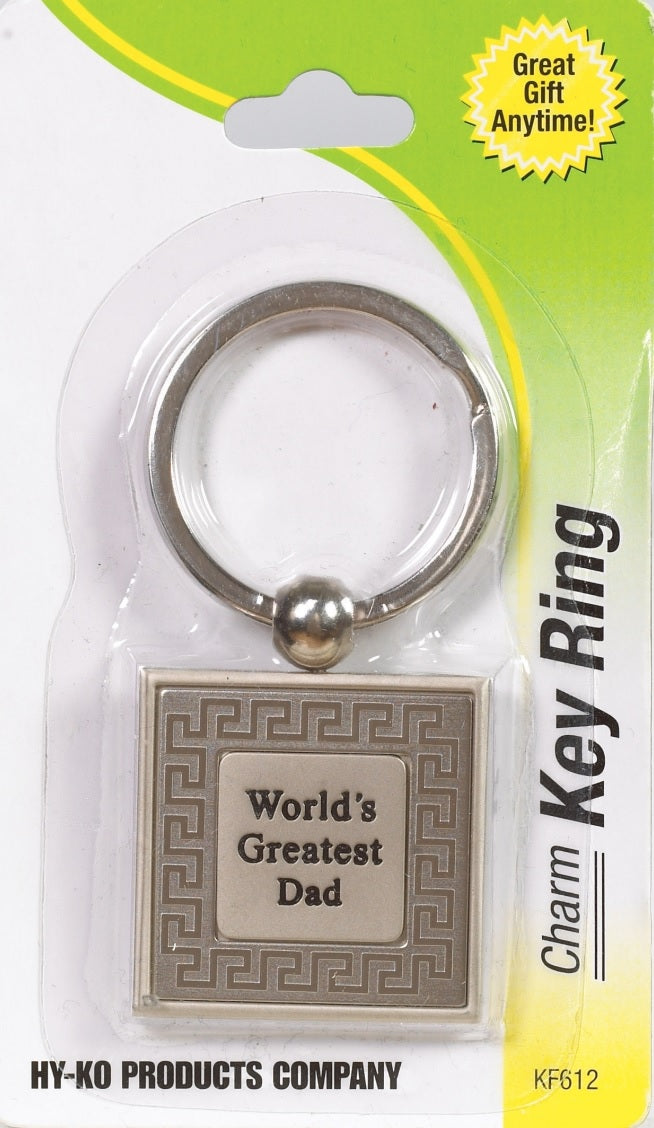 Great
Gift
Anytime!
Charm Key Ring
World's
Greatest
Dad
HY-KO PRODUCTS COMPANY
KF612